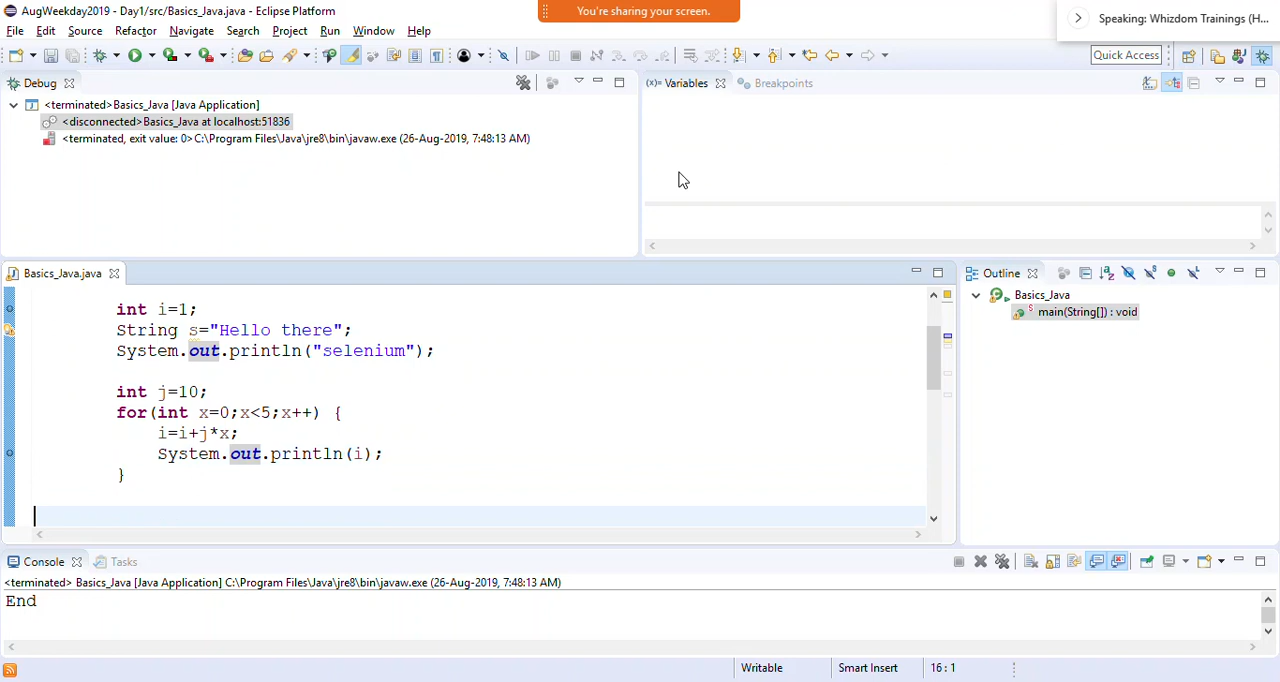 AugWeekday2019 - Day1/src/Basics_Java.java - Eclipse Platform
You're sharing your screen.
Speaking: Whizdom Trainings (H...
File Edit Source Refactor Navigate Search Project Run Window Help
Quick Access
Debug
<terminated>Basics_Java [Java Application]
<disconnected>Basics_Java at localhost:51836
<terminated, exit value: 0>C:\Program Files\Java\jre8\bin\javaw.exe (26-Aug-2019, 7:48:13 AM)
(x)= Variables Breakpoints
Basics_Java.java
int i=1;
String s="Hello there";
System.out.println("selenium");
int j=10;
for(int x=0;x<5;x++) {
i=i+j*x;
System.out.println(i);
}
Outline
Basics_Java
main(String[]) : void
Console Tasks
<terminated> Basics_Java [Java Application] C:\Program Files\Java\jre8\bin\javaw.exe (26-Aug-2019, 7:48:13 AM)
End
Writable Smart Insert 16 : 1